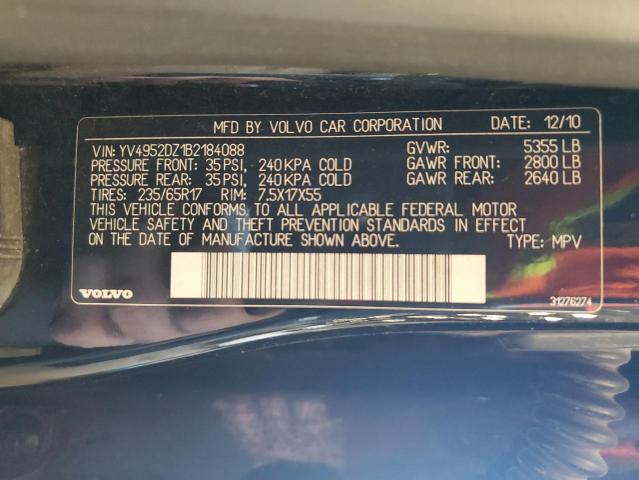 MFD BY VOLVO CAR CORPORATION DATE: 12/10
VIN: YV4952DZ1B2184088 GVWR: 5355 LB
PRESSURE FRONT: 35 PSI, 240 KPA COLD GAWR FRONT: 2800 LB
PRESSURE REAR: 35 PSI, 240 KPA COLD GAWR REAR: 2640 LB
TIRES: 235/65R17 RIM: 7.5X17X55
THIS VEHICLE CONFORMS TO ALL APPLICABLE FEDERAL MOTOR
VEHICLE SAFETY AND THEFT PREVENTION STANDARDS IN EFFECT
ON THE DATE OF MANUFACTURE SHOWN ABOVE. TYPE: MPV
VOLVO 31276274